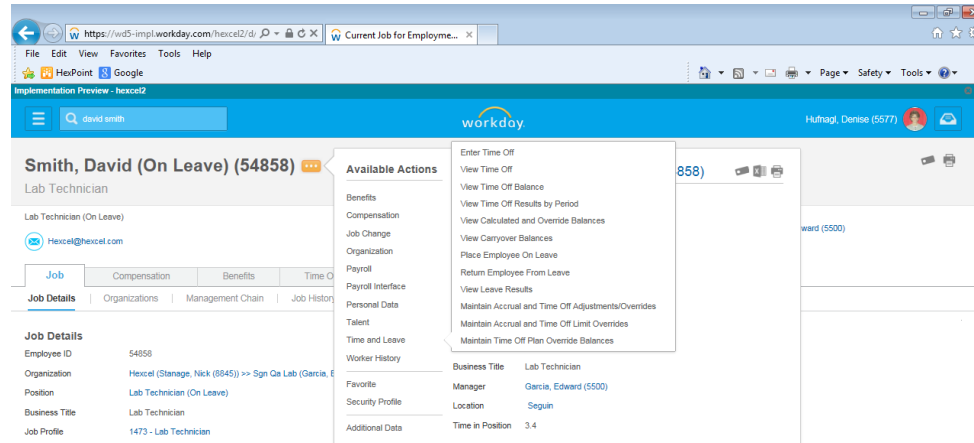 https://wd5-impl.workday.com/hexcel2/d/
Current Job for Employme...
File Edit View Favorites Tools Help
HexPoint Google
Page Safety Tools
Implementation Preview - hexcel2
david smith
workday.
Hufnagl, Denise (5577)
Smith, David (On Leave) (54858)
Lab Technician
Lab Technician (On Leave)
Hexcel@hexcel.com
Job Compensation Benefits Time O
Job Details Organizations Management Chain Job History
Job Details
Employee ID 54858
Organization Hexcel (Stanage, Nick (8845)) >> Sgn Qa Lab (Garcia, E
Position Lab Technician (On Leave)
Business Title Lab Technician
Job Profile 1473 - Lab Technician
Available Actions
Benefits
Compensation
Job Change
Organization
Payroll
Payroll Interface
Personal Data
Talent
Time and Leave
Worker History
Favorite
Security Profile
Additional Data
Enter Time Off
View Time Off
View Time Off Balance
View Time Off Results by Period
View Calculated and Override Balances
View Carryover Balances
Place Employee On Leave
Return Employee From Leave
View Leave Results
Maintain Accrual and Time Off Adjustments/Overrides
Maintain Accrual and Time Off Limit Overrides
Maintain Time Off Plan Override Balances
858)
Business Title Lab Technician
Manager Garcia, Edward (5500)
Location Seguin
Time in Position 3.4
ward (5500)